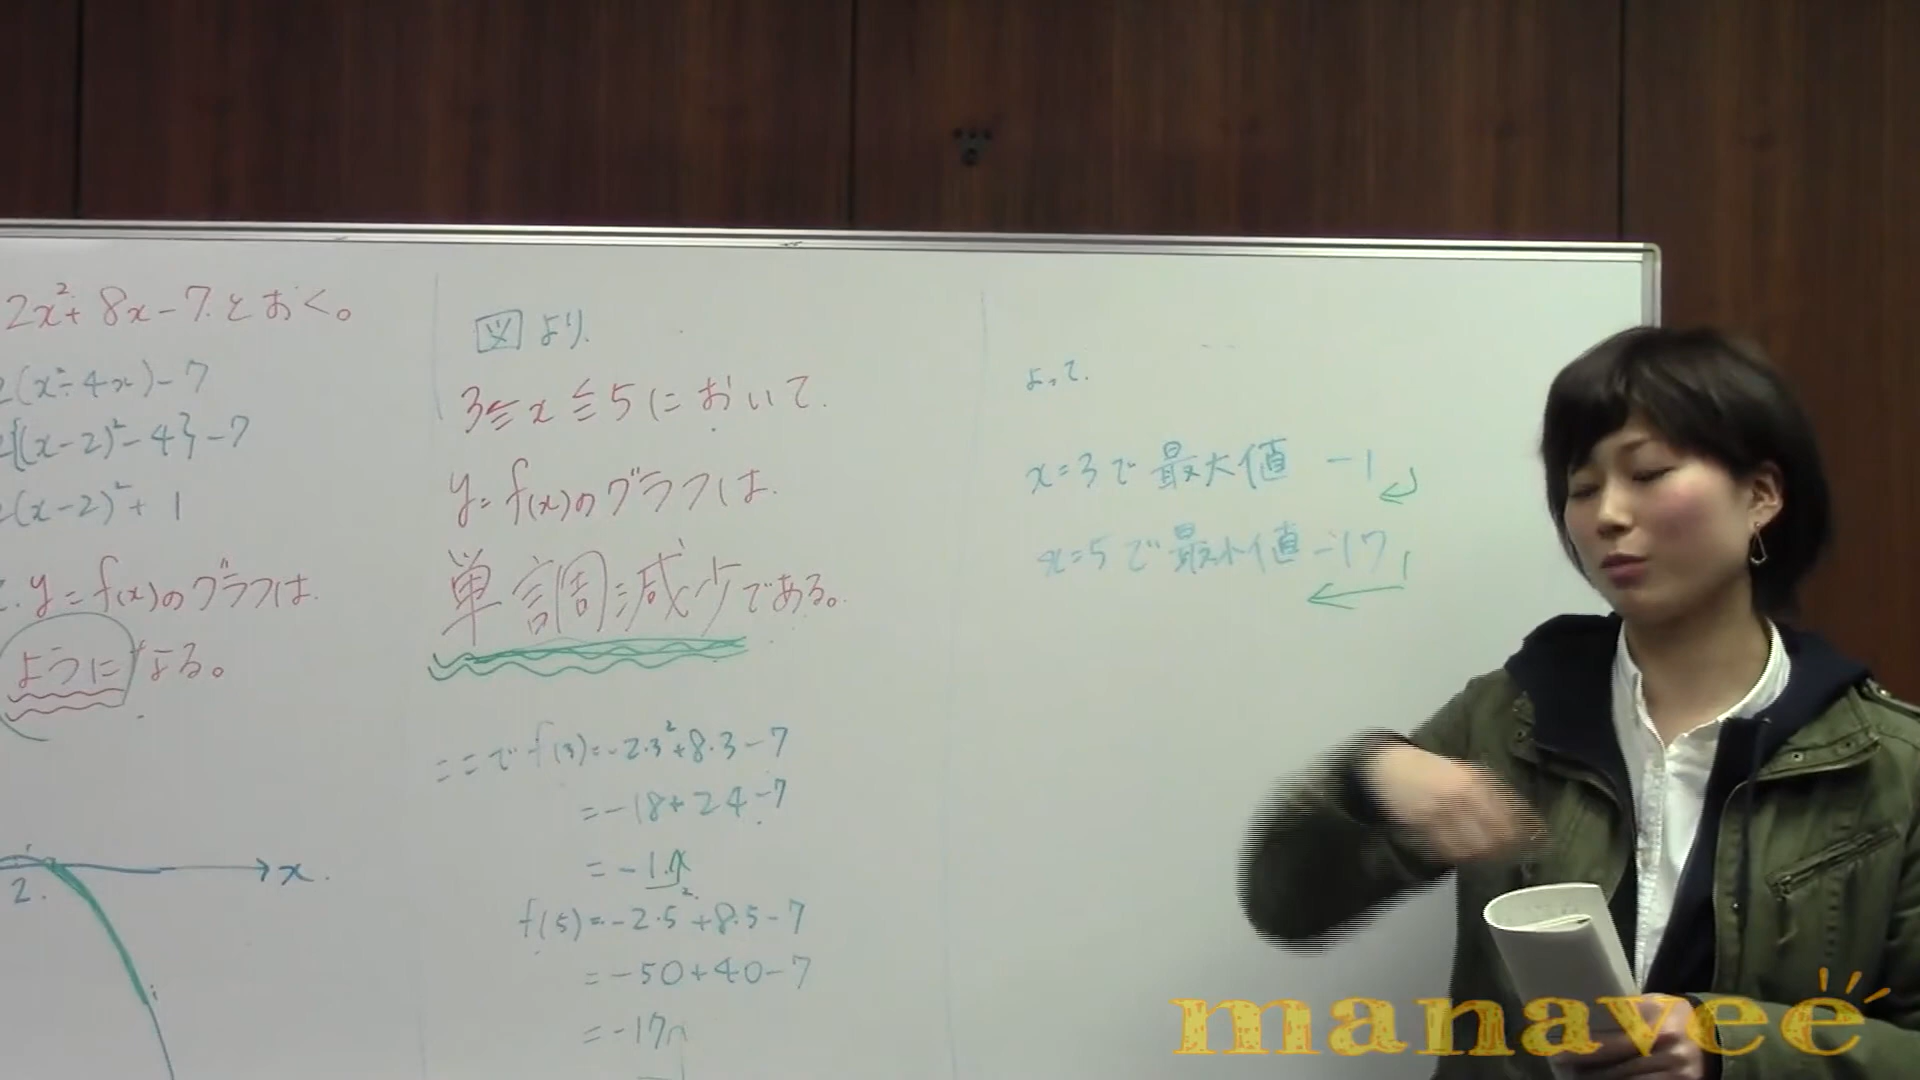 2x²+8x-7.とおく。
2(x²-4x)-7
2{(x-2)²-4}-7
2(x-2)²+1
y=f(x)のグラフは.
ようになる。
x.
2.
図より.
3≦x≦5において.
y=f(x)のグラフは.
単調減少である。
ここでf(3)=-2・3²+8・3-7
=-18+24-7
=-1
f(5)=-2・5²+8・5-7
=-50+40-7
=-17
よって.
x=3で最大値 -1
x=5で最小値 -17
manavee